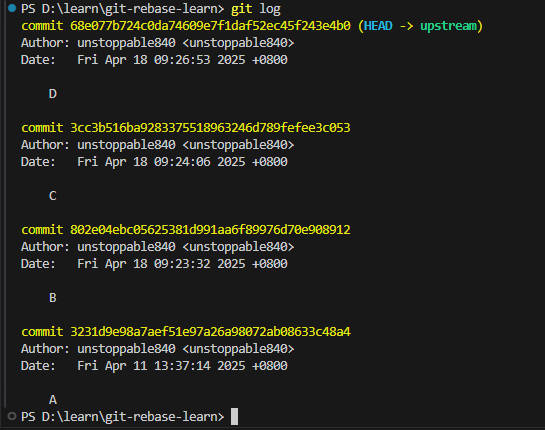 PS D:\learn\git-rebase-learn> git log
commit 68e077b724c0da74609e7f1daf52ec45f243e4b0 (HEAD -> upstream)
Author: unstoppable840 <unstoppable840>
Date:   Fri Apr 18 09:26:53 2025 +0800
D
commit 3cc3b516ba9283375518963246d789fefee3c053
Author: unstoppable840 <unstoppable840>
Date:   Fri Apr 18 09:24:06 2025 +0800
C
commit 802e04ebc05625381d991aa6f89976d70e908912
Author: unstoppable840 <unstoppable840>
Date:   Fri Apr 18 09:23:32 2025 +0800
B
commit 3231d9e98a7aef51e97a26a98072ab08633c48a4
Author: unstoppable840 <unstoppable840>
Date:   Fri Apr 11 13:37:14 2025 +0800
A
PS D:\learn\git-rebase-learn>